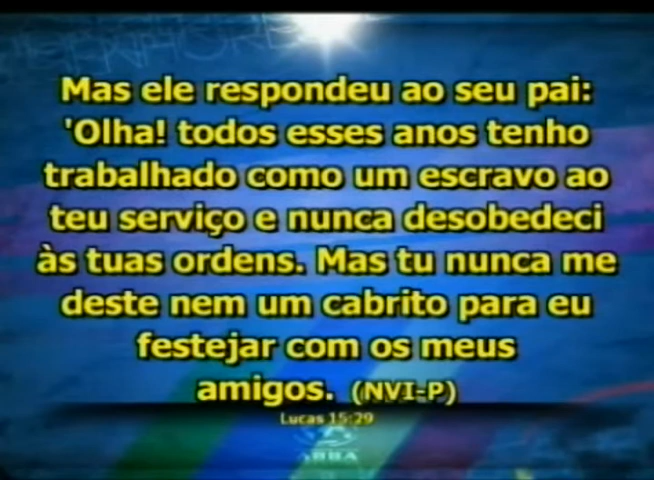 Mas ele respondeu ao seu pai:
'Olha! todos esses anos tenho
trabalhado como um escravo ao
teu serviço e nunca desobedeci
às tuas ordens. Mas tu nunca me
deste nem um cabrito para eu
festejar com os meus
amigos. (NVI-P)
Lucas 15:29
ABBA